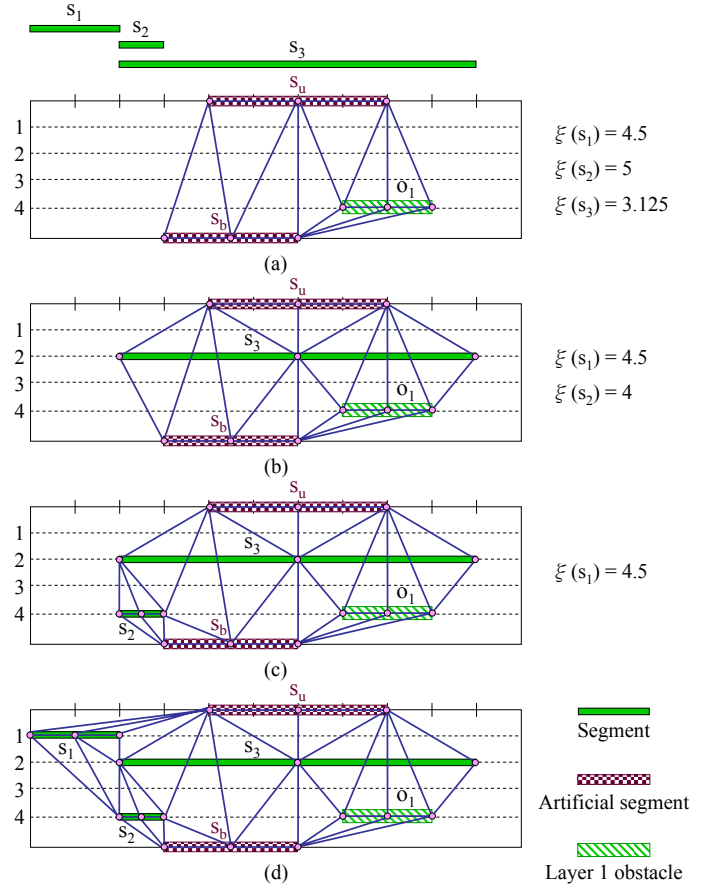 s1
s2
s3
su
1
2
3
4
o1
sb
ξ (s1) = 4.5
ξ (s2) = 5
ξ (s3) = 3.125
(a)
su
1
2
3
4
s3
o1
sb
ξ (s1) = 4.5
ξ (s2) = 4
(b)
su
1
2
3
4
s3
o1
s2
sb
ξ (s1) = 4.5
(c)
su
1
2
3
4
s1
s3
o1
s2
sb
(d)
Segment
Artificial segment
Layer 1 obstacle